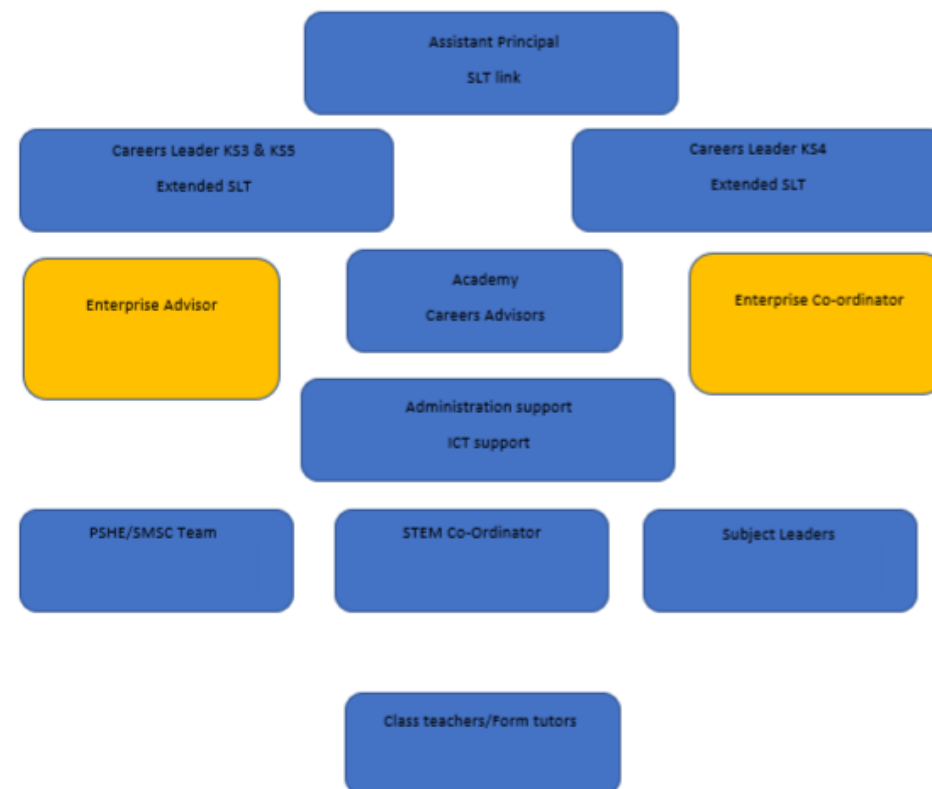 Assistant Principal
SLT link
Careers Leader KS3 & KS5
Extended SLT
Careers Leader KS4
Extended SLT
Enterprise Advisor
Academy
Careers Advisors
Enterprise Co-ordinator
Administration support
ICT support
PSHE/SMSC Team
STEM Co-Ordinator
Subject Leaders
Class teachers/Form tutors